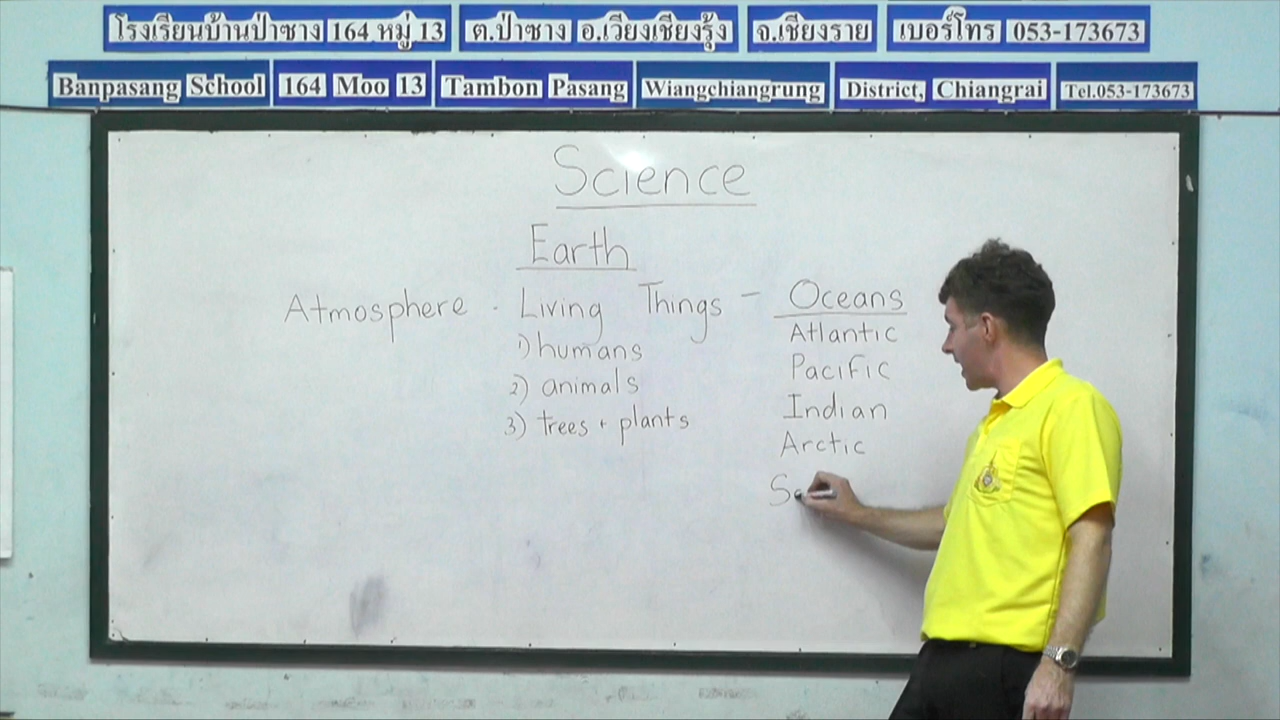 โรงเรียนบ้านป่าซาง 164 หมู่ 13 ต.ป่าซาง อ.เวียงเชียงรุ้ง จ.เชียงราย เบอร์โทร 053-173673
Banpasang School 164 Moo 13 Tambon Pasang Wiangchiangrung District, Chiangrai Tel.053-173673
Science
Earth
Atmosphere - Living Things - Oceans
1) humans
2) animals
3) trees + plants
Atlantic
Pacific
Indian
Arctic
So